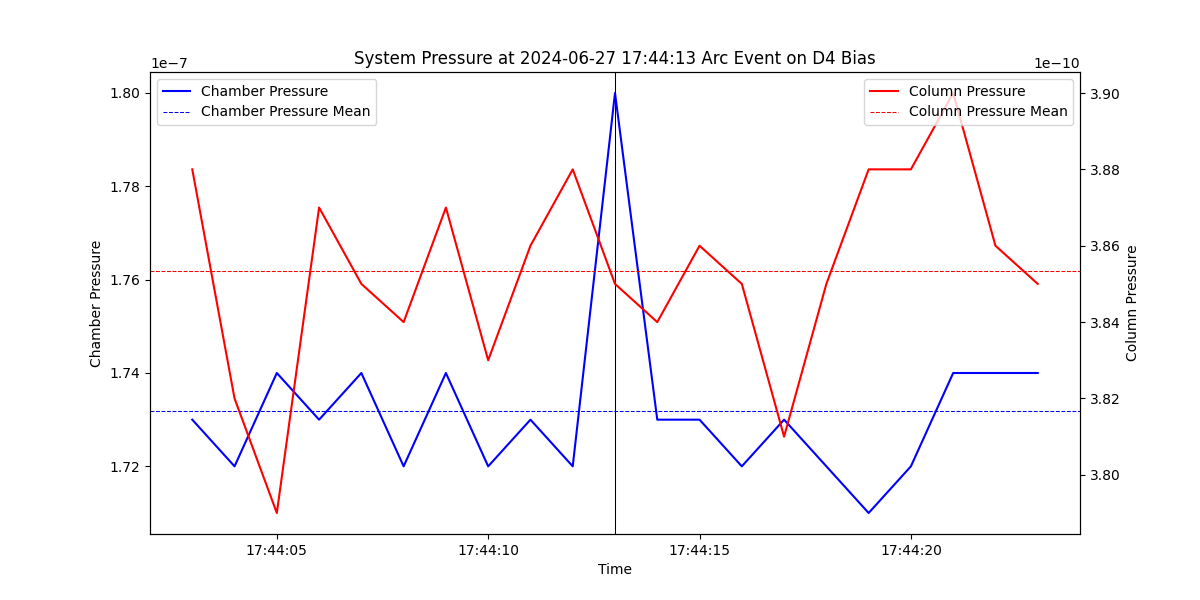 System Pressure at 2024-06-27 17:44:13 Arc Event on D4 Bias
1e−7
1e−10
Chamber Pressure
Chamber Pressure Mean
Column Pressure
Column Pressure Mean
1.80
1.78
1.76
1.74
1.72
Chamber Pressure
3.90
3.88
3.86
3.84
3.82
3.80
Column Pressure
17:44:05
17:44:10
17:44:15
17:44:20
Time